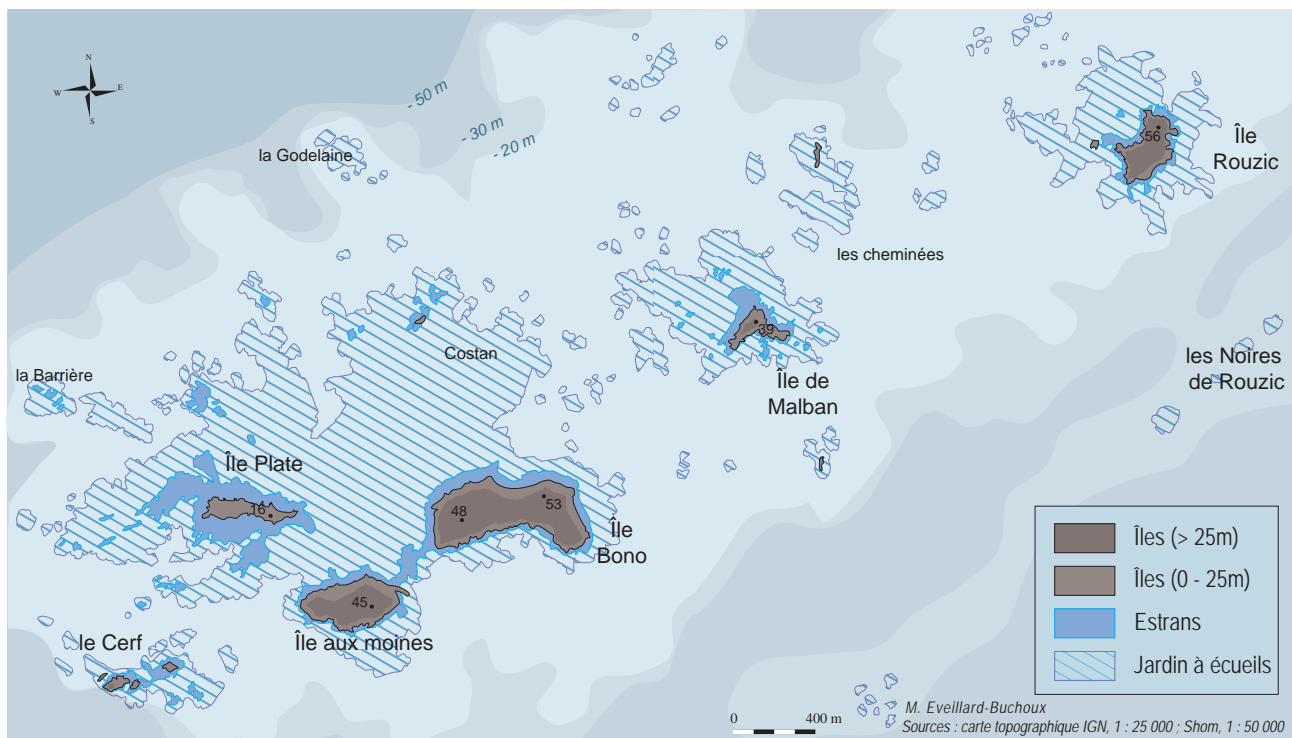 N
W E
S
- 50 m
- 30 m
- 20 m
la Godelaine
56
Île
Rouzic
les cheminées
39
Île de
Malban
les Noires
de Rouzic
Costan
la Barrière
Île Plate
16
48
53
Île
Bono
45
Île aux moines
le Cerf
Îles (> 25m)
Îles (0 - 25m)
Estrans
Jardin à écueils
0 400 m
M. Eveillard-Buchoux
Sources : carte topographique IGN, 1 : 25 000 ; Shom, 1 : 50 000